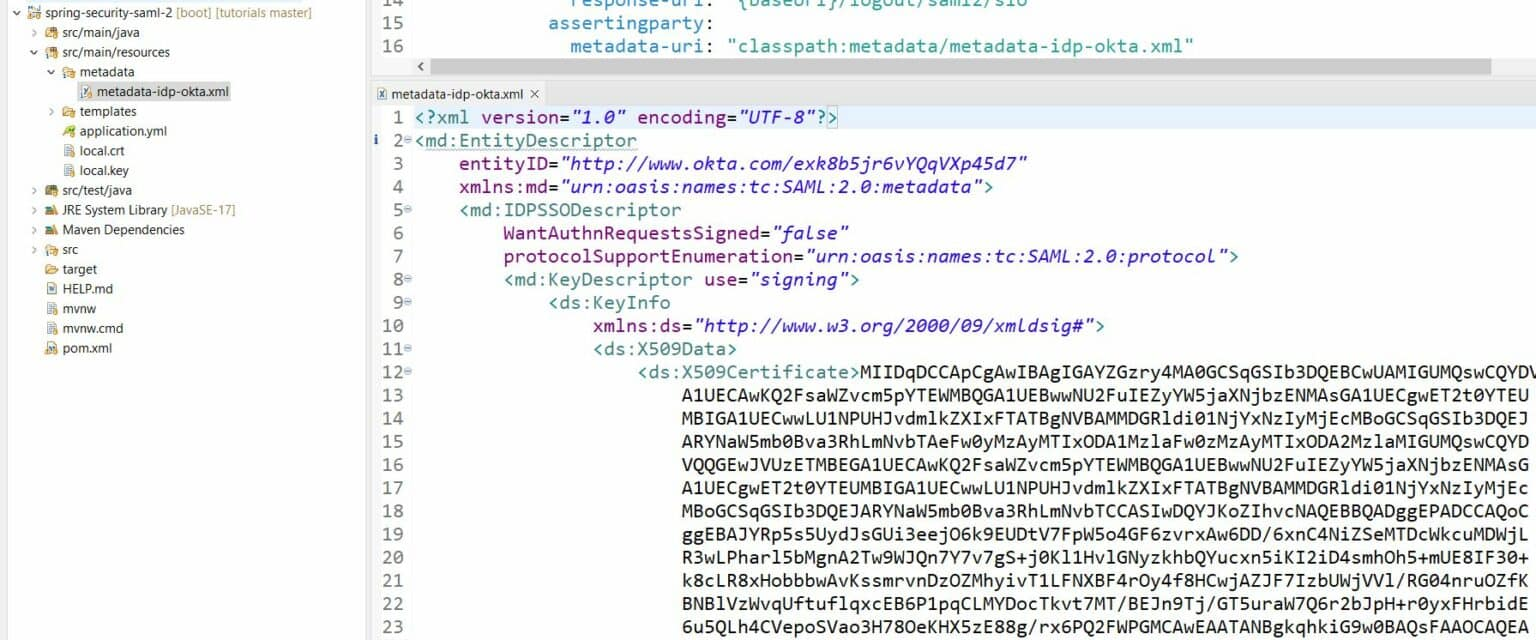 spring-security-saml-2 [boot] [tutorials master]
src/main/java
src/main/resources
metadata
metadata-idp-okta.xml
templates
application.yml
local.crt
local.key
src/test/java
JRE System Library [JavaSE-17]
Maven Dependencies
src
target
HELP.md
mvnw
mvnw.cmd
pom.xml
14 response-uri: "{baseUrl}/logout/saml2/slo"
15 assertingparty:
16 metadata-uri: "classpath:metadata/metadata-idp-okta.xml"
metadata-idp-okta.xml
1 <?xml version="1.0" encoding="UTF-8"?>
2 <md:EntityDescriptor
3 entityID="http://www.okta.com/exk8b5jr6vYQqVXp45d7"
4 xmlns:md="urn:oasis:names:tc:SAML:2.0:metadata">
5 <md:IDPSSODescriptor
6 WantAuthnRequestsSigned="false"
7 protocolSupportEnumeration="urn:oasis:names:tc:SAML:2.0:protocol">
8 <md:KeyDescriptor use="signing">
9 <ds:KeyInfo
10 xmlns:ds="http://www.w3.org/2000/09/xmldsig#">
11 <ds:X509Data>
12 <ds:X509Certificate>MIIDqDCCApCgAwIBAgIGAYZGzry4MA0GCSqGSIb3DQEBCwUAMIGUMQswCQYDV
13 A1UECAwKQ2FsaWZvcm5pYTEWMBQGA1UEBwwNU2FuIEZyYW5jaXNjbzENMAsGA1UECgwET2t0YTEU
14 MBIGA1UECwwLU1NPUHJvdmlkZXIxFTATBgNVBAMMDGRldi01NjYxNzIyMjEcMBoGCSqGSIb3DQEJ
15 ARYNaW5mb0Bva3RhLmNvbTAeFw0yMzAyMTIxODA1MzlaFw0zMzAyMTIxODA2MzlaMIGUMQswCQYD
16 VQQGEwJVUzETMBEGA1UECAwKQ2FsaWZvcm5pYTEWMBQGA1UEBwwNU2FuIEZyYW5jaXNjbzENMAsG
17 A1UECgwET2t0YTEUMBIGA1UECwwLU1NPUHJvdmlkZXIxFTATBgNVBAMMDGRldi01NjYxNzIyMjEc
18 MBoGCSqGSIb3DQEJARYNaW5mb0Bva3RhLmNvbTCCASIwDQYJKoZIhvcNAQEBBQADggEPADCCAQoC
19 ggEBAJYRp5s5UydJsGUi3eejO6k9EUDtV7FpW5o4GF6zvrxAw6DD/6xnC4NiZSeMTDcWkcuMDWjL
20 R3wLPharl5bMgnA2Tw9WJQn7Y7v7gS+j0Kl1HvlGNyzkhbQYucxn5iKI2iD4smhOh5+mUE8IF30+
21 k8cLR8xHobbbwAvKssmrvnDzOZMhyivT1LFNXBF4rOy4f8HCwjAZJF7IzbUWjVVl/RG04nruOZfK
22 BNBlVzWvqUftuflqxcEB6P1pqCLMYDocTkvt7MT/BEJn9Tj/GT5uraW7Q6r2bJpH+r0yxFHrbidE
23 6u5QLh4CVepoSVao3H78OeKHX5zE88g/rx6PQ2FWPGMCAwEAATANBgkqhkiG9w0BAQsFAAOCAQEA